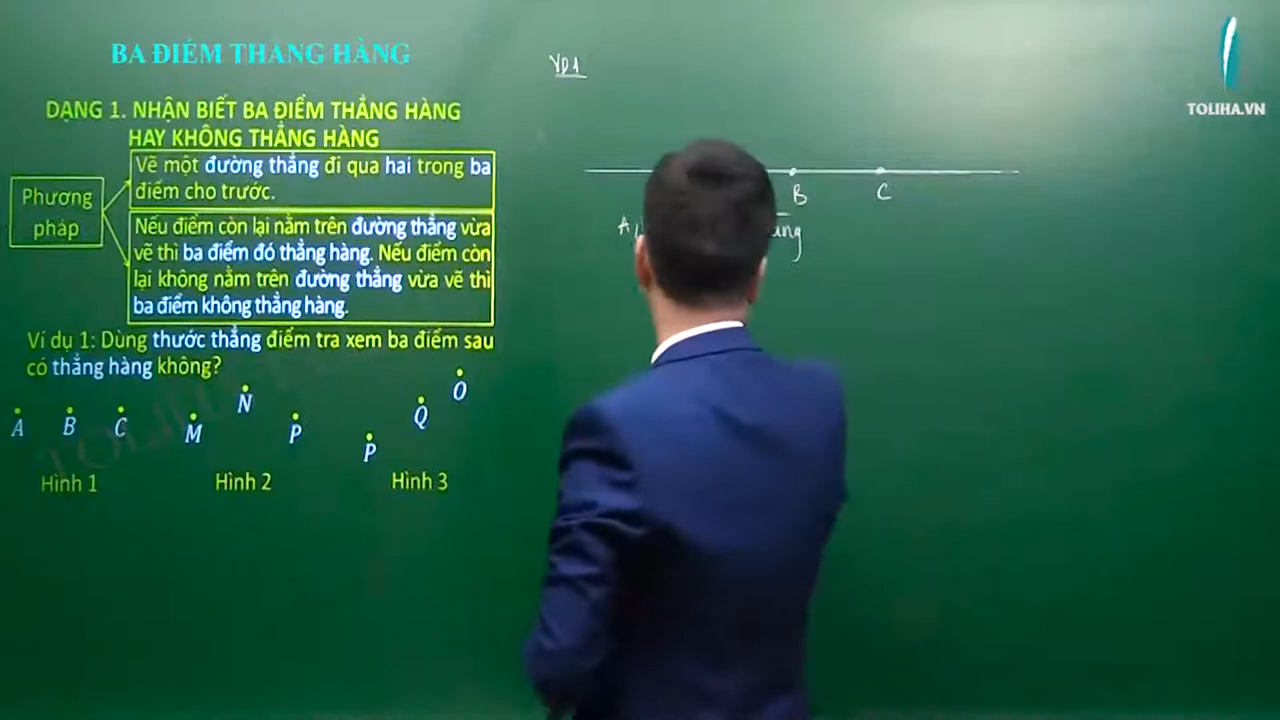 BA ĐIỂM THẲNG HÀNG
DẠNG 1. NHẬN BIẾT BA ĐIỂM THẲNG HÀNG
HAY KHÔNG THẲNG HÀNG
Phương
pháp
Vẽ một đường thẳng đi qua hai trong ba
điểm cho trước.
Nếu điểm còn lại nằm trên đường thẳng vừa
vẽ thì ba điểm đó thẳng hàng. Nếu điểm còn
lại không nằm trên đường thẳng vừa vẽ thì
ba điểm không thẳng hàng.
Ví dụ 1: Dùng thước thẳng điểm tra xem ba điểm sau
có thẳng hàng không?
A B C
M N P
P Q O
Hình 1
Hình 2
Hình 3
VD1
B C
A,
TOLIHA.VN